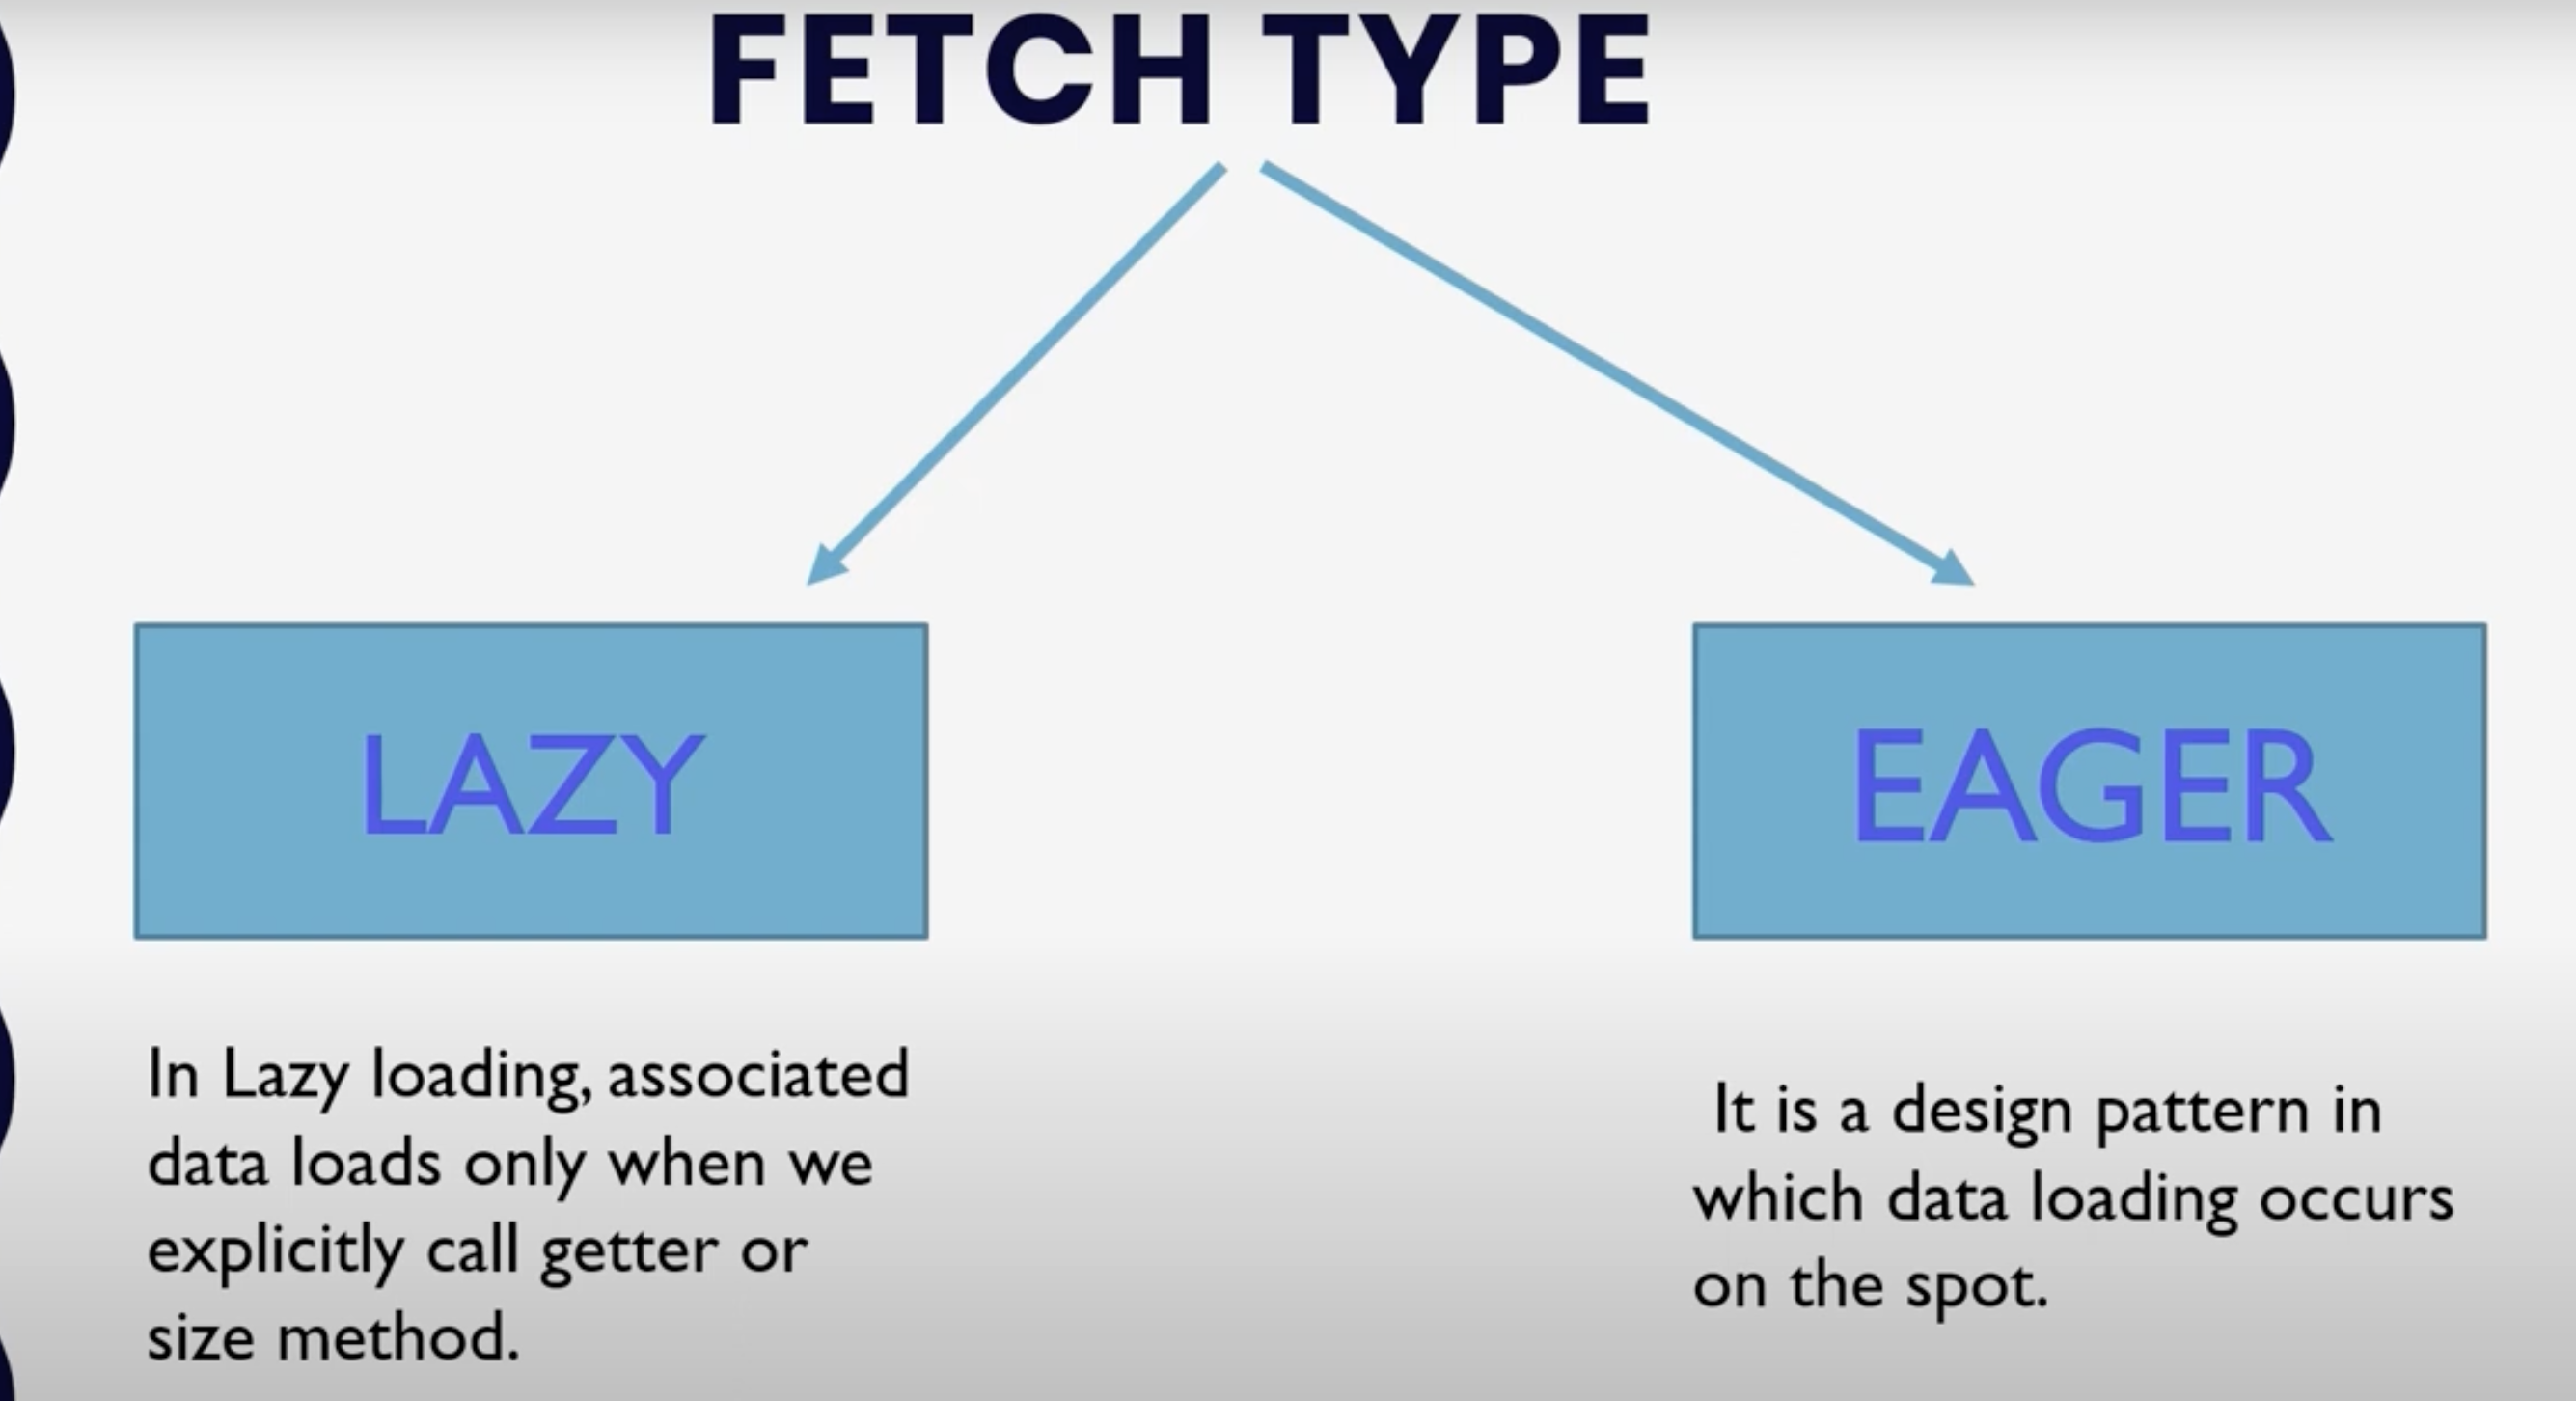 FETCH TYPE
LAZY
EAGER
In Lazy loading, associated
data loads only when we
explicitly call getter or
size method.
It is a design pattern in
which data loading occurs
on the spot.